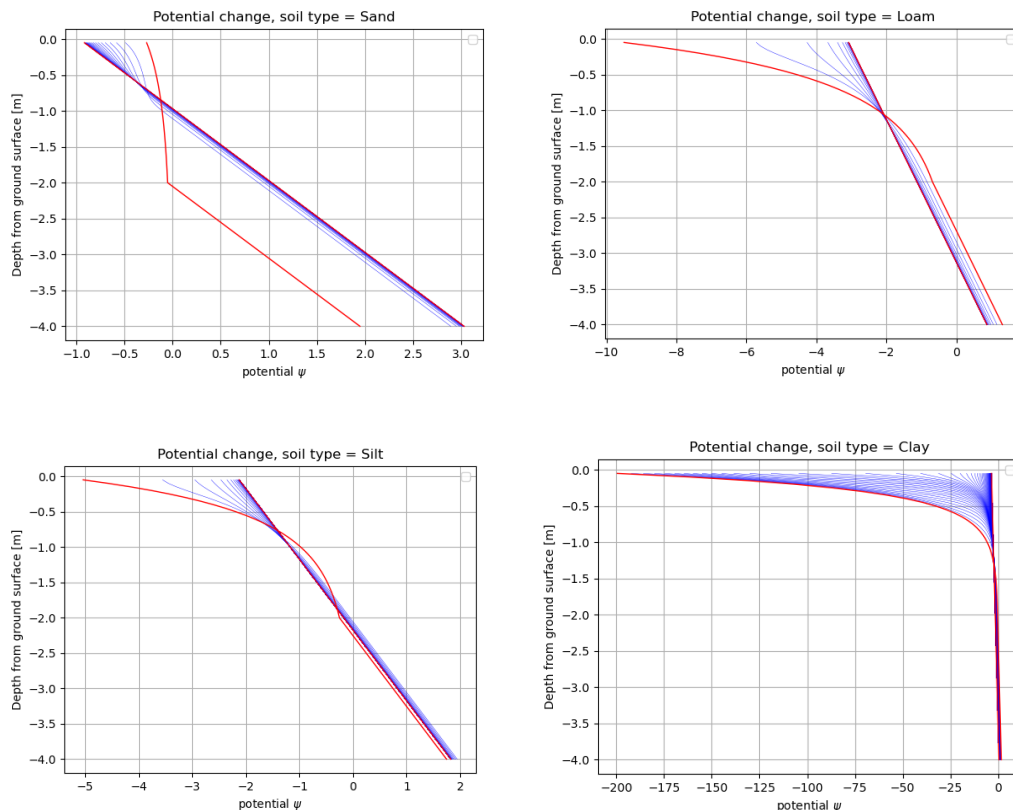 Potential change, soil type = Sand
Depth from ground surface [m]
0.0
−0.5
−1.0
−1.5
−2.0
−2.5
−3.0
−3.5
−4.0
−1.0 −0.5 0.0 0.5 1.0 1.5 2.0 2.5 3.0
potential ψ
Potential change, soil type = Loam
Depth from ground surface [m]
0.0
−0.5
−1.0
−1.5
−2.0
−2.5
−3.0
−3.5
−4.0
−10 −8 −6 −4 −2 0
potential ψ
Potential change, soil type = Silt
Depth from ground surface [m]
0.0
−0.5
−1.0
−1.5
−2.0
−2.5
−3.0
−3.5
−4.0
−5 −4 −3 −2 −1 0 1 2
potential ψ
Potential change, soil type = Clay
Depth from ground surface [m]
0.0
−0.5
−1.0
−1.5
−2.0
−2.5
−3.0
−3.5
−4.0
−200 −175 −150 −125 −100 −75 −50 −25 0
potential ψ